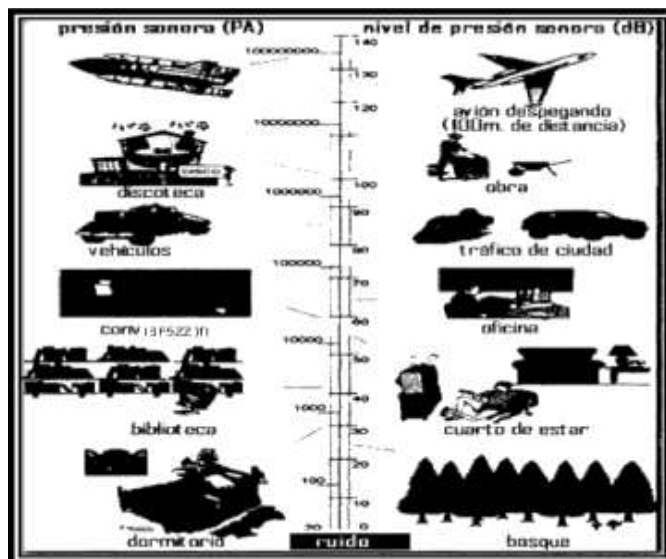 presión sonora (PA)
nivel de presión sonora (dB)
100000000
140
130
120
avión despegando
(100m. de distancia)
10000000
discoteca
obra
1000000
100
90
80
vehículos
tráfico de ciudad
100000
70
60
oficina
10000
50
40
1000
30
biblioteca
cuarto de estar
20
100
10
20
0
dormitorio
ruido
bosque